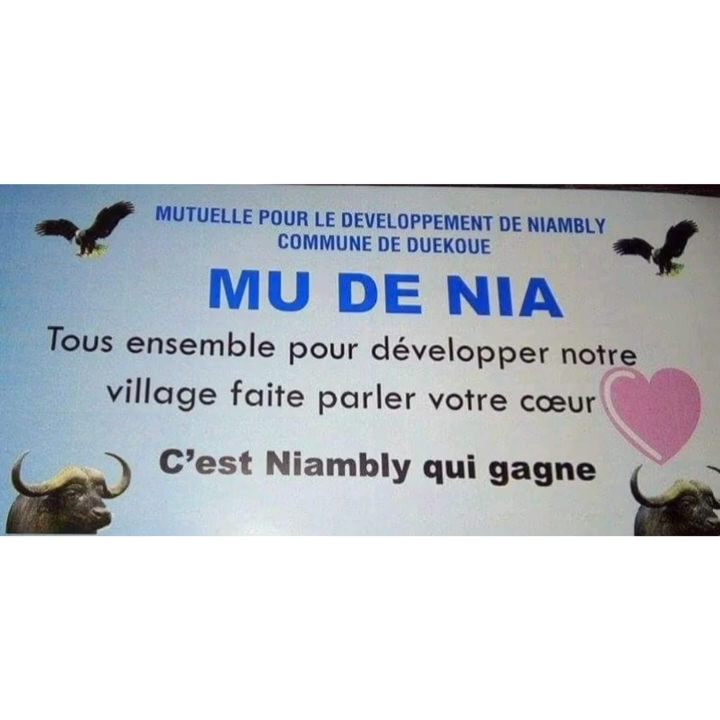 MUTUELLE POUR LE DEVELOPPEMENT DE NIAMBLY
COMMUNE DE DUEKOUE
MU DE NIA
Tous ensemble pour développer notre
village faite parler votre cœur
C'est Niambly qui gagne